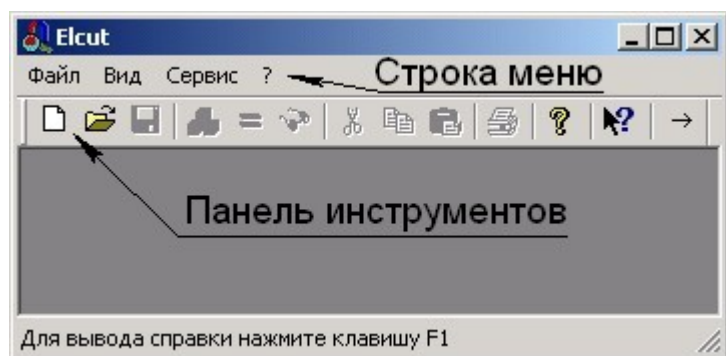 Elcut
Файл Вид Сервис ?
Строка меню
Панель инструментов
Для вывода справки нажмите клавишу F1